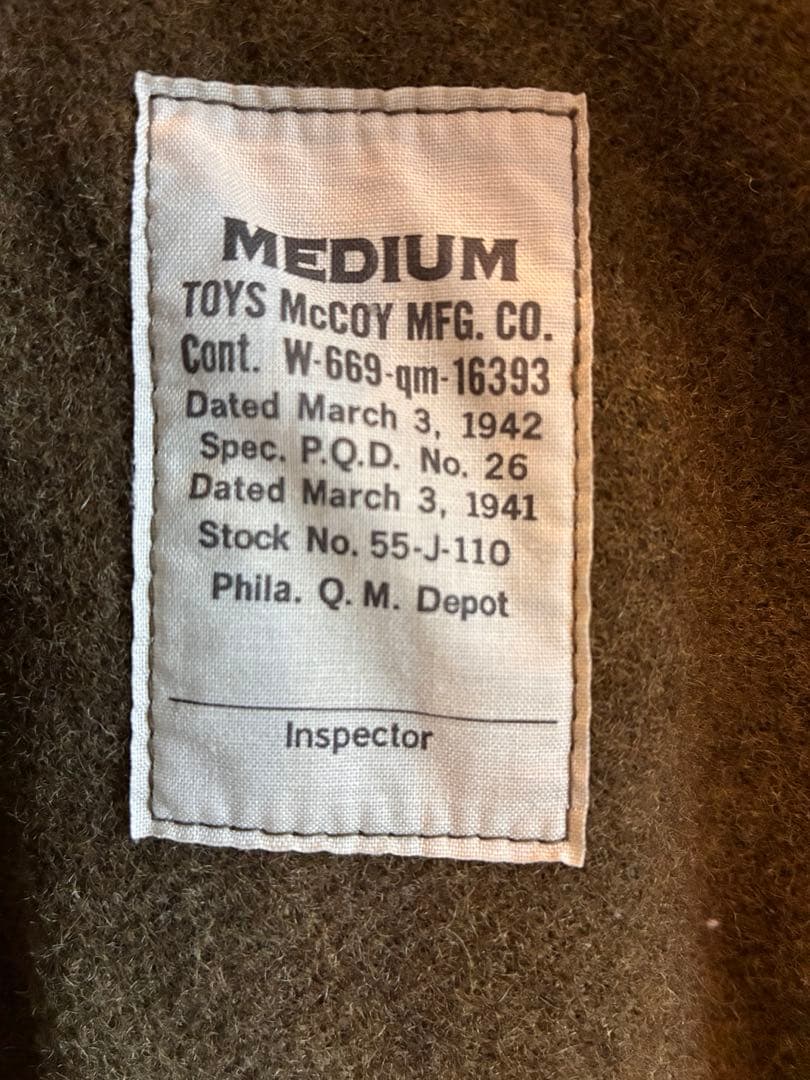 MEDIUM
TOYS McCOY MFG. CO.
Cont. W-669-qm-16393
Dated March 3, 1942
Spec. P.Q.D. No. 26
Dated March 3, 1941
Stock No. 55-J-110
Phila. Q. M. Depot
Inspector